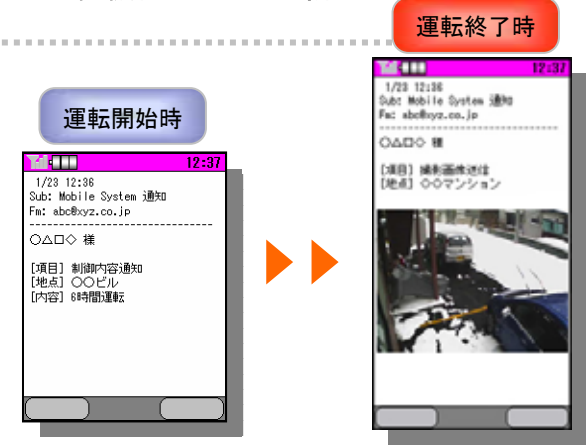 運転終了時
運転開始時
12:37
1/23 12:36
Sub: Mobile System 通知
Fm: abc@xyz.co.jp
○△□◇ 様
[項目] 制御内容通知
[地点] ○○ビル
[内容] 6時間運転
12:37
1/23 12:36
Sub: Mobile System 通知
Fm: abc@xyz.co.jp
○△□◇ 様
[項目] 撮影画像送信
[地点] ◇◇マンション